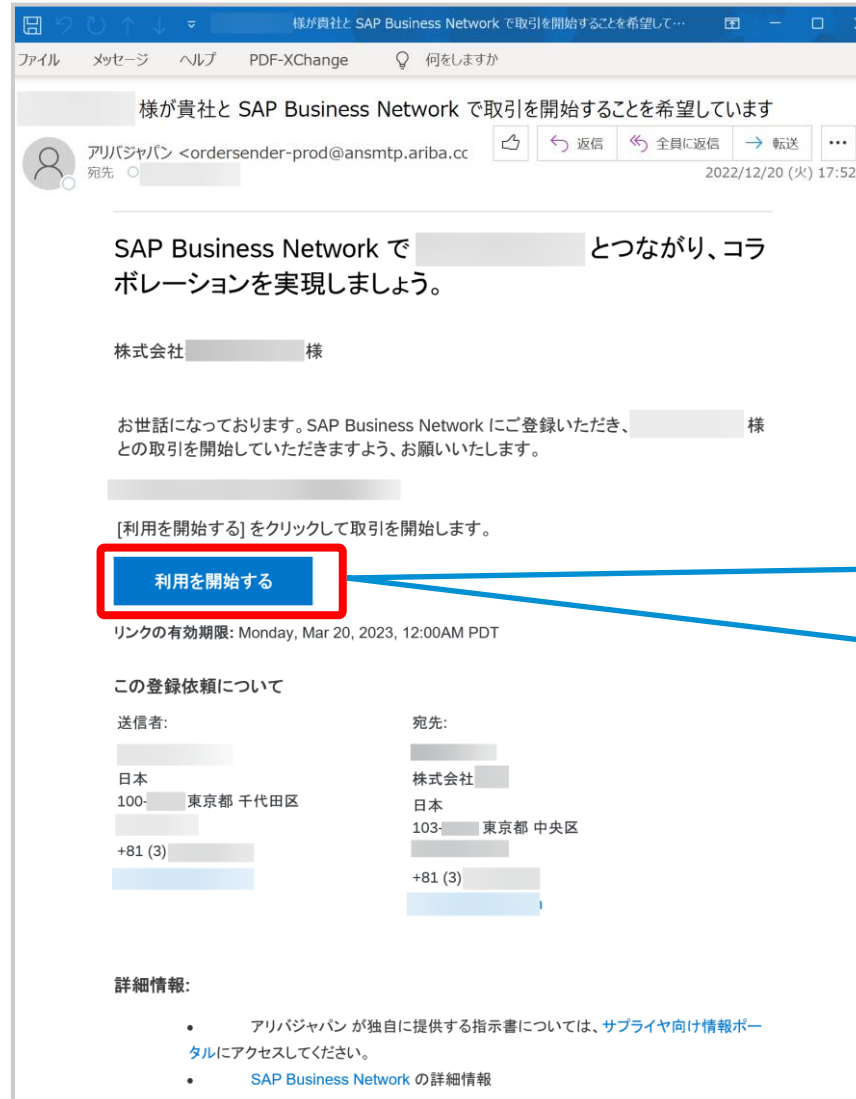 様が貴社と SAP Business Network で取引を開始することを希望して…
ファイル メッセージ ヘルプ PDF-XChange 何をしますか
様が貴社と SAP Business Network で取引を開始することを希望しています
アリバジャパン <ordersender-prod@ansmtp.ariba.cc
返信 全員に返信 転送
宛先
2022/12/20 (火) 17:52
SAP Business Network で とつながり、コラ
ボレーションを実現しましょう。
株式会社 様
お世話になっております。SAP Business Network にご登録いただき、 様
との取引を開始していただきますよう、お願いいたします。
[利用を開始する] をクリックして取引を開始します。
利用を開始する
リンクの有効期限: Monday, Mar 20, 2023, 12:00AM PDT
この登録依頼について
送信者: 宛先:
日本 株式会社
100- 東京都 千代田区 日本
103- 東京都 中央区
+81 (3)
+81 (3)
詳細情報:
• アリバジャパン が独自に提供する指示書については、サプライヤ向け情報ポー
タルにアクセスしてください。
• SAP Business Network の詳細情報